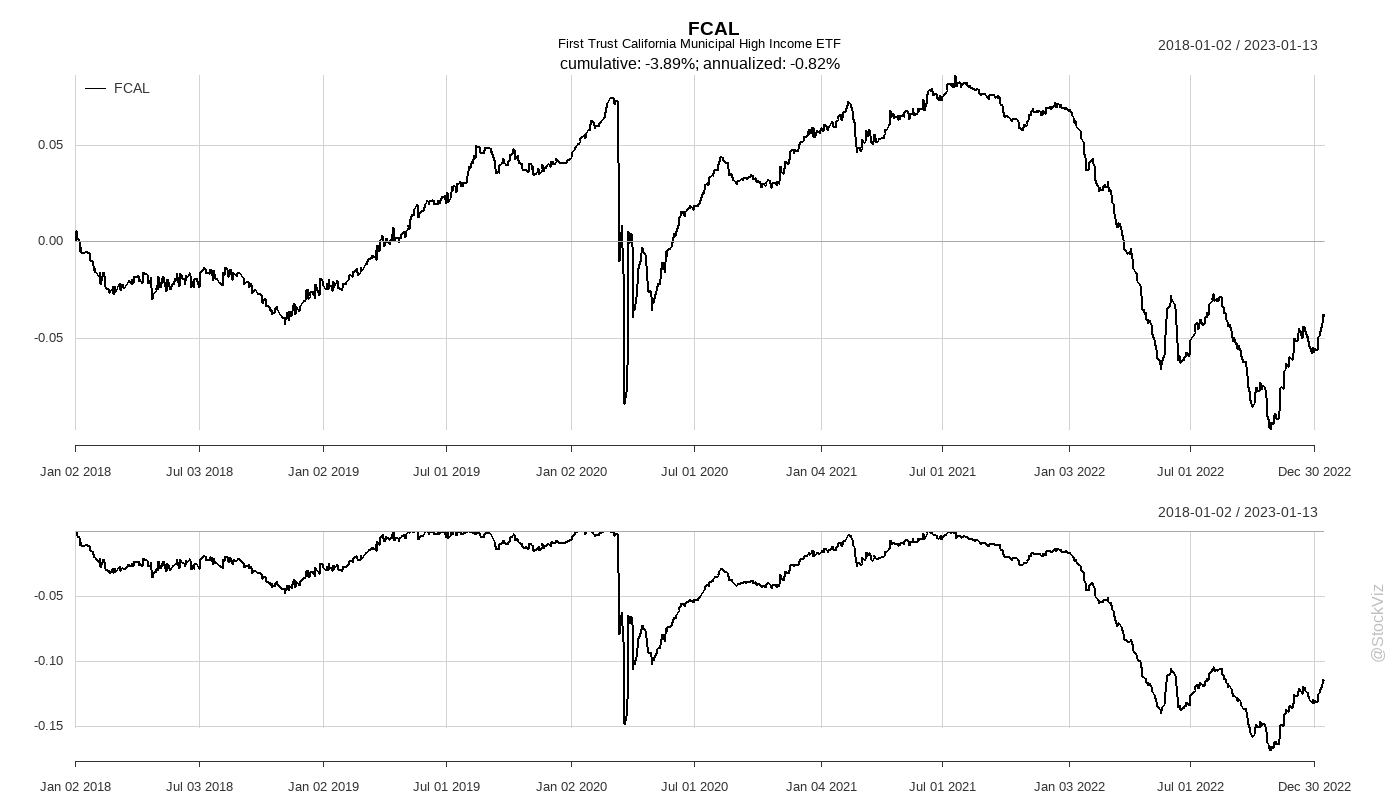 FCAL
First Trust California Municipal High Income ETF
2018-01-02 / 2023-01-13
cumulative: -3.89%; annualized: -0.82%
FCAL
0.05
0.00
-0.05
Jan 02 2018 Jul 03 2018 Jan 02 2019 Jul 01 2019 Jan 02 2020 Jul 01 2020 Jan 04 2021 Jul 01 2021 Jan 03 2022 Jul 01 2022 Dec 30 2022
2018-01-02 / 2023-01-13
-0.05
-0.10
-0.15
Jan 02 2018 Jul 03 2018 Jan 02 2019 Jul 01 2019 Jan 02 2020 Jul 01 2020 Jan 04 2021 Jul 01 2021 Jan 03 2022 Jul 01 2022 Dec 30 2022
@StockViz